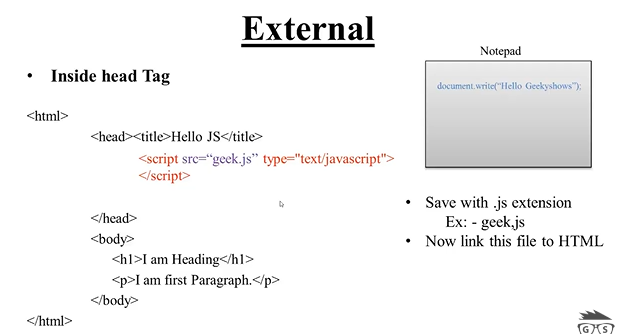 External
• Inside head Tag
<html>
<head><title>Hello JS</title>
<script src=“geek.js” type="text/javascript">
</script>
</head>
<body>
<h1>I am Heading</h1>
<p>I am first Paragraph.</p>
</body>
</html>
Notepad
document.write(“Hello Geekyshows”);
• Save with .js extension
Ex: - geek,js
• Now link this file to HTML
G S